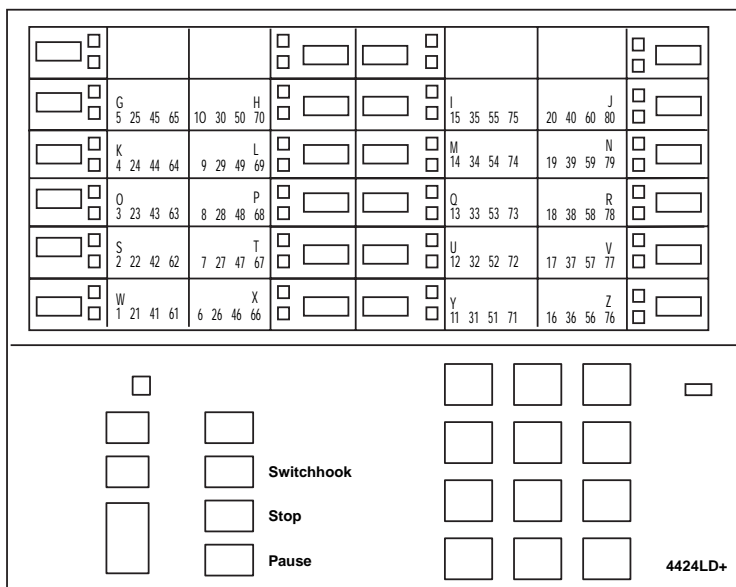 G H I J
5 25 45 65 10 30 50 70 15 35 55 75 20 40 60 80
K L M N
4 24 44 64 9 29 49 69 14 34 54 74 19 39 59 79
O P Q R
3 23 43 63 8 28 48 68 13 33 53 73 18 38 58 78
S T U V
2 22 42 62 7 27 47 67 12 32 52 72 17 37 57 77
W X Y Z
1 21 41 61 6 26 46 66 11 31 51 71 16 36 56 76
Switchhook
Stop
Pause
4424LD+